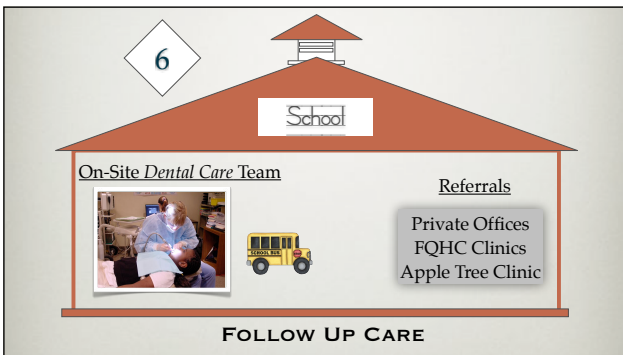 6
School
On-Site Dental Care Team
SCHOOL BUS
Referrals
Private Offices
FQHC Clinics
Apple Tree Clinic
FOLLOW UP CARE